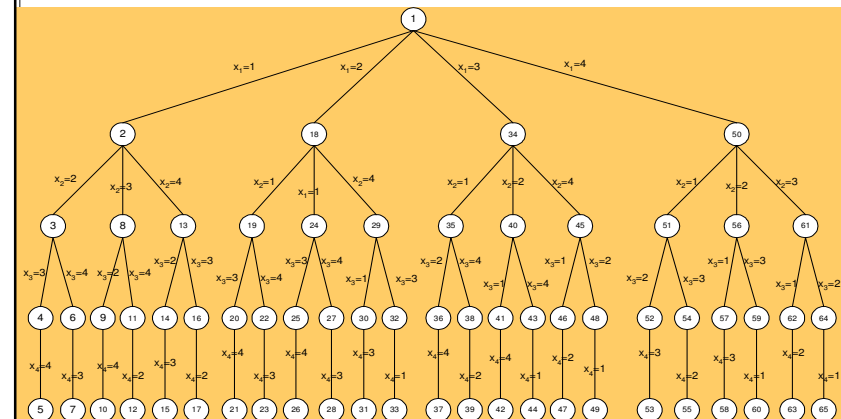 1
x₁=1 x₁=2 x₁=3 x₁=4
2 18 34 50
x₂=2 x₂=3 x₂=4 x₂=1 x₁=1 x₂=4 x₂=1 x₂=2 x₂=4 x₂=1 x₂=2 x₂=3
3 8 13 19 24 29 35 40 45 51 56 61
x₃=3 x₃=4 x₃=2 x₃=4 x₃=2 x₃=3 x₃=3 x₃=4 x₃=3 x₃=4 x₃=1 x₃=3 x₃=2 x₃=4 x₃=1 x₃=4 x₃=1 x₃=2 x₃=2 x₃=3 x₃=1 x₃=3 x₃=1 x₃=2
4 6 9 11 14 16 20 22 25 27 30 32 36 38 41 43 46 48 52 54 57 59 62 64
x₄=4 x₄=3 x₄=4 x₄=2 x₄=3 x₄=2 x₄=4 x₄=3 x₄=4 x₄=3 x₄=3 x₄=1 x₄=4 x₄=2 x₄=4 x₄=1 x₄=2 x₄=1 x₄=3 x₄=2 x₄=3 x₄=1 x₄=2 x₄=1
5 7 10 12 15 17 21 23 26 28 31 33 37 39 42 44 47 49 53 55 58 60 63 65